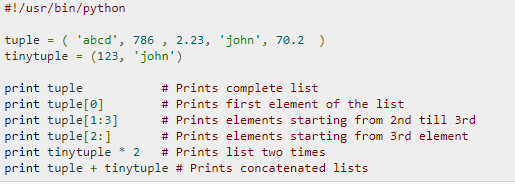 #!/usr/bin/python
tuple = ( 'abcd', 786 , 2.23, 'john', 70.2  )
tinytuple = (123, 'john')
print tuple           # Prints complete list
print tuple[0]        # Prints first element of the list
print tuple[1:3]      # Prints elements starting from 2nd till 3rd
print tuple[2:]       # Prints elements starting from 3rd element
print tinytuple * 2   # Prints list two times
print tuple + tinytuple # Prints concatenated lists